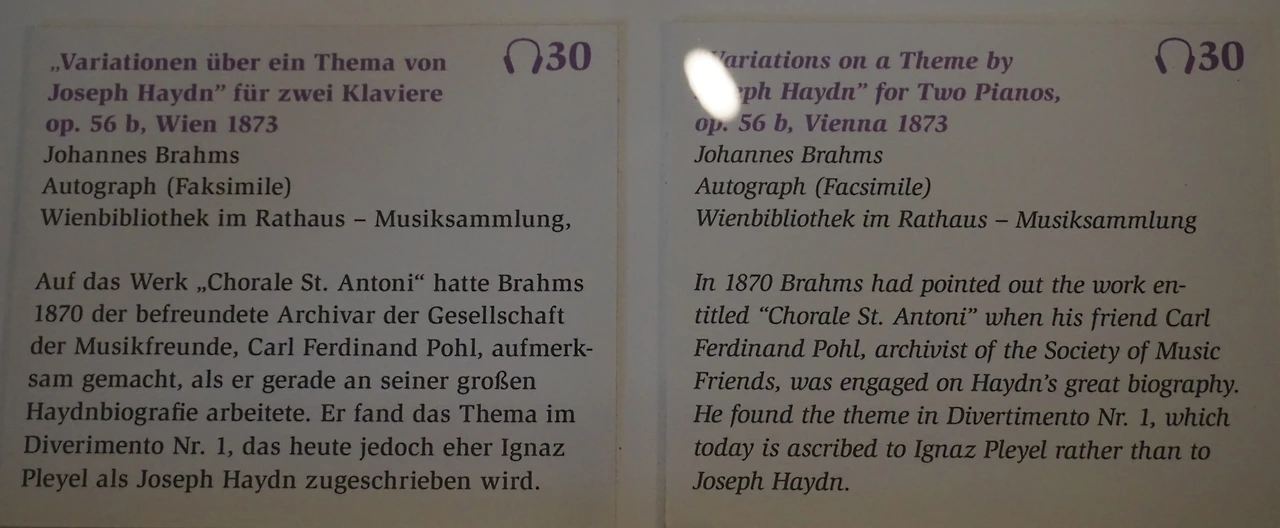 „Variationen über ein Thema von
Joseph Haydn” für zwei Klaviere
op. 56 b, Wien 1873
30
Johannes Brahms
Autograph (Faksimile)
Wienbibliothek im Rathaus – Musiksammlung,
Auf das Werk „Chorale St. Antoni“ hatte Brahms
1870 der befreundete Archivar der Gesellschaft
der Musikfreunde, Carl Ferdinand Pohl, aufmerk-
sam gemacht, als er gerade an seiner großen
Haydnbiografie arbeitete. Er fand das Thema im
Diverimento Nr. 1, das heute jedoch eher Ignaz
Pleyel als Joseph Haydn zugeschrieben wird.
Variations on a Theme by
Haydn” for Two Pianos,
op. 56 b, Vienna 1873
30
Johannes Brahms
Autograph (Facsimile)
Wienbibliothek im Rathaus – Musiksammlung
In 1870 Brahms had pointed out the work en-
titled “Chorale St. Antoni” when his friend Carl
Ferdinand Pohl, archivist of the Society of Music
Friends, was engaged on Haydn’s great biography.
He found the theme in Divertimento Nr. 1, which
today is ascribed to Ignaz Pleyel rather than to
Joseph Haydn.